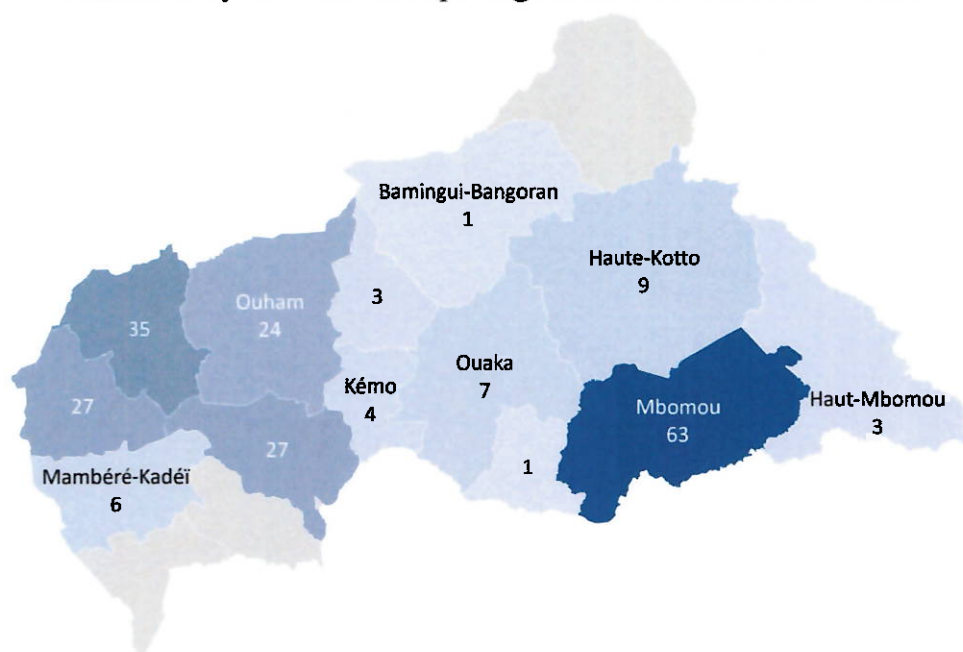 Bamingui-Bangoran
1
Haute-Kotto
9
3
Ouham
24
35
Ouaka
7
Kémo
4
27
Mbomou
63
Haut-Mbomou
3
27
1
Mambéré-Kadéï
6